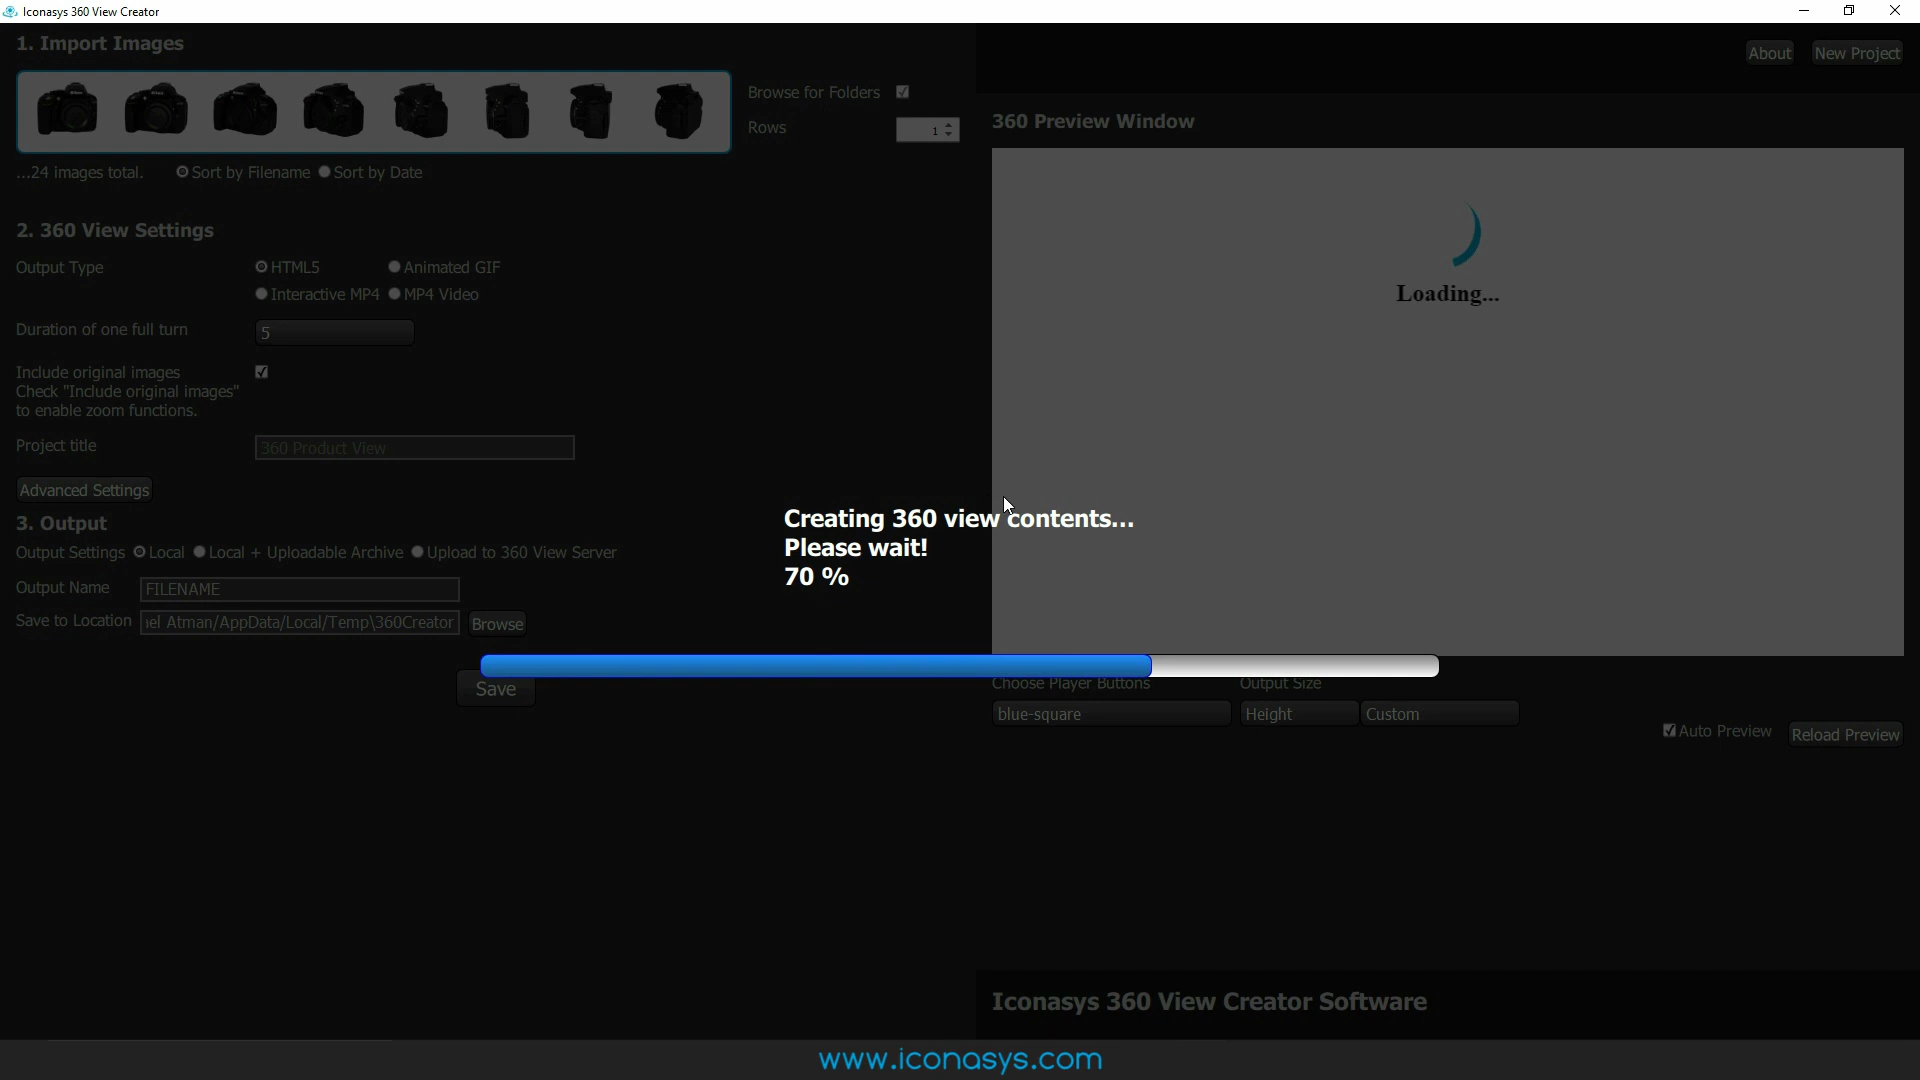 Iconasys 360 View Creator
1. Import Images
Browse for Folders
Rows
1
...24 images total.
Sort by Filename
Sort by Date
2. 360 View Settings
Output Type
HTML5
Animated GIF
Interactive MP4
MP4 Video
Duration of one full turn
5
Include original images
Check "Include original images"
to enable zoom functions.
Project title
360 Product View
Advanced Settings
3. Output
Output Settings
Local
Local + Uploadable Archive
Upload to 360 View Server
Output Name
FILENAME
Save to Location
el Atman/AppData/Local/Temp\360Creator
Browse
Save
About
New Project
360 Preview Window
Loading...
Creating 360 view contents...
Please wait!
70 %
Choose Player Buttons
Output Size
blue-square
Height
Custom
Auto Preview
Reload Preview
Iconasys 360 View Creator Software
www.iconasys.com